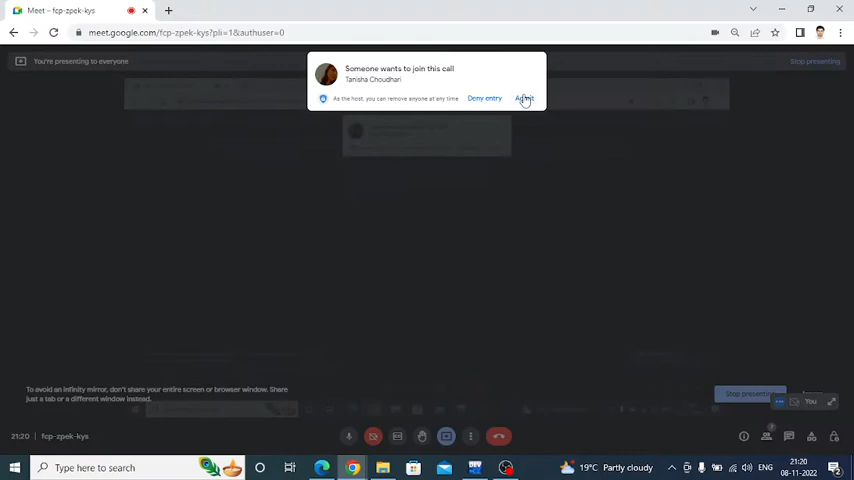 Meet – fcp-zpek-kys
meet.google.com/fcp-zpek-kys?pli=1&authuser=0
You're presenting to everyone
Stop presenting
Someone wants to join this call
Tanisha Choudhari
As the host, you can remove anyone at any time
Deny entry
To avoid an infinity mirror, don't share your entire screen or browser window. Share
just a tab or a different window instead.
Stop presenting
You
21:20
fcp-zpek-kys
Type here to search
DEV
19°C Partly cloudy
ENG
21:20
08-11-2022
2